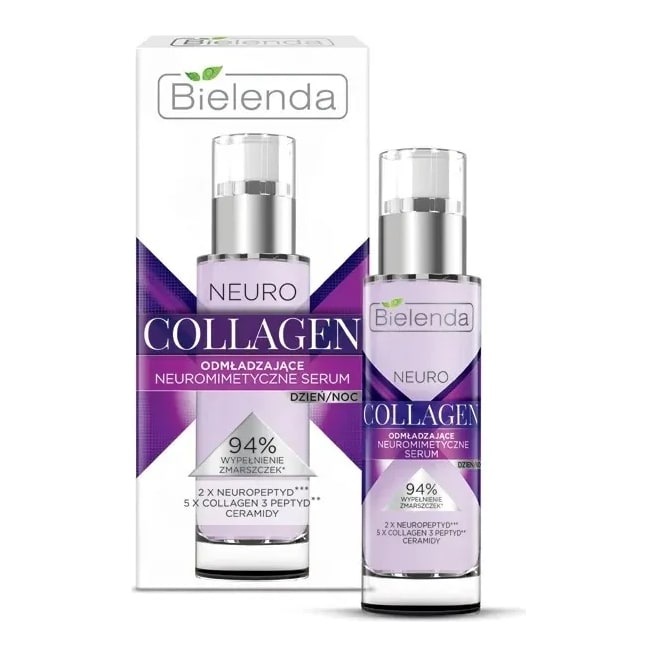 Bielenda
NEURO
COLLAGEN
ODMŁADZAJĄCE
NEUROMIMETYCZNE SERUM
DZIEŃ/NOC
94%
WYPEŁNIENIE
ZMARSZCZEK*
2 X NEUROPEPTYD***
5 X COLLAGEN 3 PEPTYD**
CERAMIDY
Bielenda
NEURO
COLLAGEN
ODMŁADZAJĄCE
NEUROMIMETYCZNE
SERUM
94%
WYPEŁNIENIE
ZMARSZCZEK*
2 X NEUROPEPTYD***
5 X COLLAGEN 3 PEPTYD**
CERAMIDY